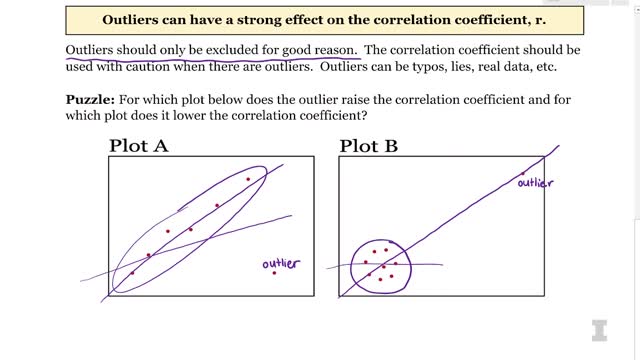 Outliers can have a strong effect on the correlation coefficient, r.
Outliers should only be excluded for good reason. The correlation coefficient should be
used with caution when there are outliers. Outliers can be typos, lies, real data, etc.
Puzzle: For which plot below does the outlier raise the correlation coefficient and for
which plot does it lower the correlation coefficient?
Plot A
Plot B
outlier
outlier